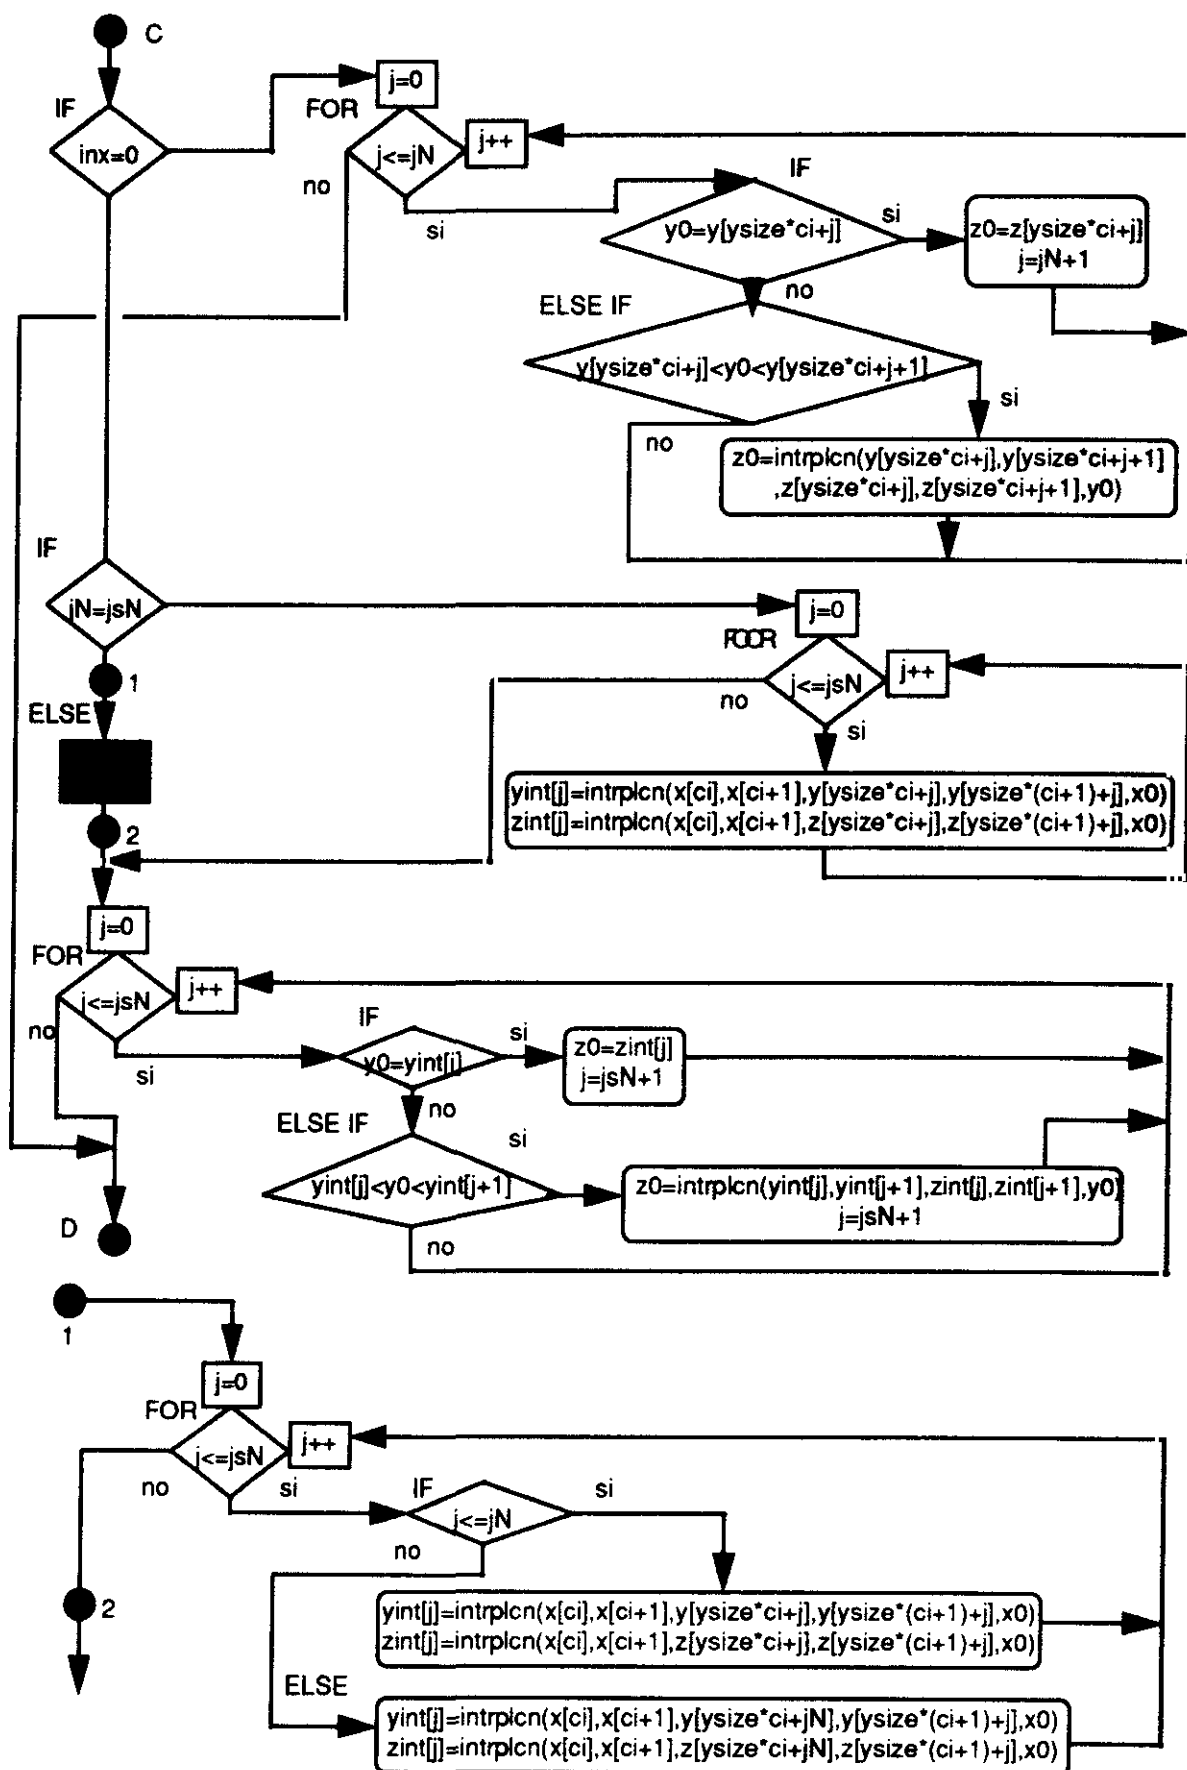 C
IF
inx=0
j=0
FOR
j<=jN
j++
no
si
IF
y0=y[ysize*ci+j]
si
z0=z[ysize*ci+j]
j=jN+1
no
ELSE IF
y[ysize*ci+j]<y0<y[ysize*ci+j+1]
si
no
z0=intrplcn(y[ysize*ci+j],y[ysize*ci+j+1]
,z[ysize*ci+j],z[ysize*ci+j+1],y0)
IF
jN=jsN
j=0
FOOR
j<=jsN
j++
no
si
1
ELSE
yint[j]=intrplcn(x[ci],x[ci+1],y[ysize*ci+j],y[ysize*(ci+1)+j],x0)
zint[j]=intrplcn(x[ci],x[ci+1],z[ysize*ci+j],z[ysize*(ci+1)+j],x0)
2
j=0
FOR
j<=jsN
j++
no
si
IF
y0=yint[j]
si
z0=zint[j]
j=jsN+1
no
ELSE IF
si
yint[j]<y0<yint[j+1]
z0=intrplcn(yint[j],yint[j+1],zint[j],zint[j+1],y0)
j=jsN+1
no
D
1
j=0
FOR
j<=jsN
j++
no
si
IF
j<=jN
si
no
2
yint[j]=intrplcn(x[ci],x[ci+1],y[ysize*ci+j],y[ysize*(ci+1)+j],x0)
zint[j]=intrplcn(x[ci],x[ci+1],z[ysize*ci+j],z[ysize*(ci+1)+j],x0)
ELSE
yint[j]=intrplcn(x[ci],x[ci+1],y[ysize*ci+jN],y[ysize*(ci+1)+j],x0)
zint[j]=intrplcn(x[ci],x[ci+1],z[ysize*ci+jN],z[ysize*(ci+1)+j],x0)